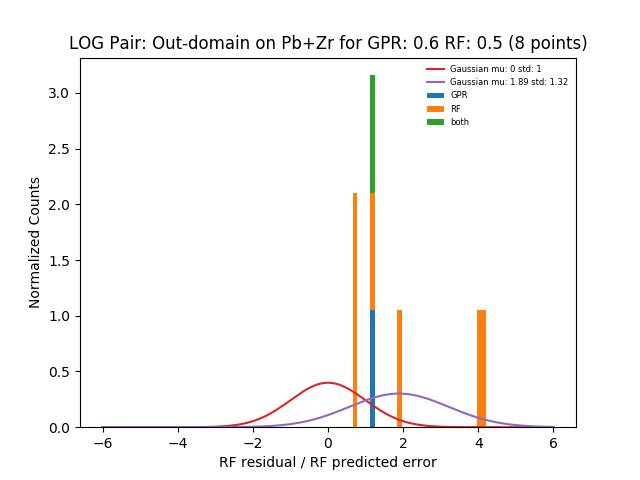 LOG Pair: Out-domain on Pb+Zr for GPR: 0.6 RF: 0.5 (8 points)
Gaussian mu: 0 std: 1
Gaussian mu: 1.89 std: 1.32
GPR
RF
both
Normalized Counts
3.0
2.5
2.0
1.5
1.0
0.5
0.0
−6 −4 −2 0 2 4 6
RF residual / RF predicted error